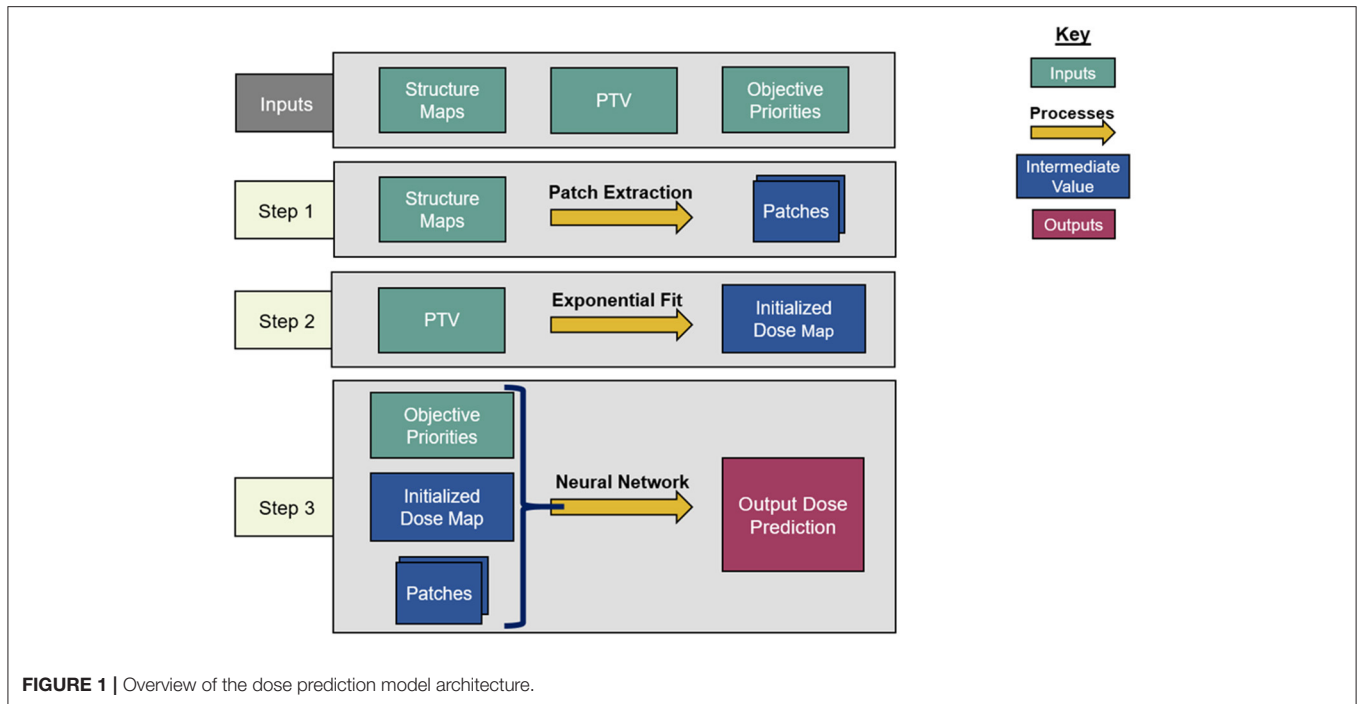 Key
Inputs
Processes
Intermediate
Value
Outputs
Inputs
Structure
Maps
PTV
Objective
Priorities
Step 1
Structure
Maps
Patch Extraction
Patches
Step 2
PTV
Exponential Fit
Initialized
Dose Map
Step 3
Objective
Priorities
Initialized
Dose Map
Patches
Neural Network
Output Dose
Prediction
FIGURE 1 | Overview of the dose prediction model architecture.